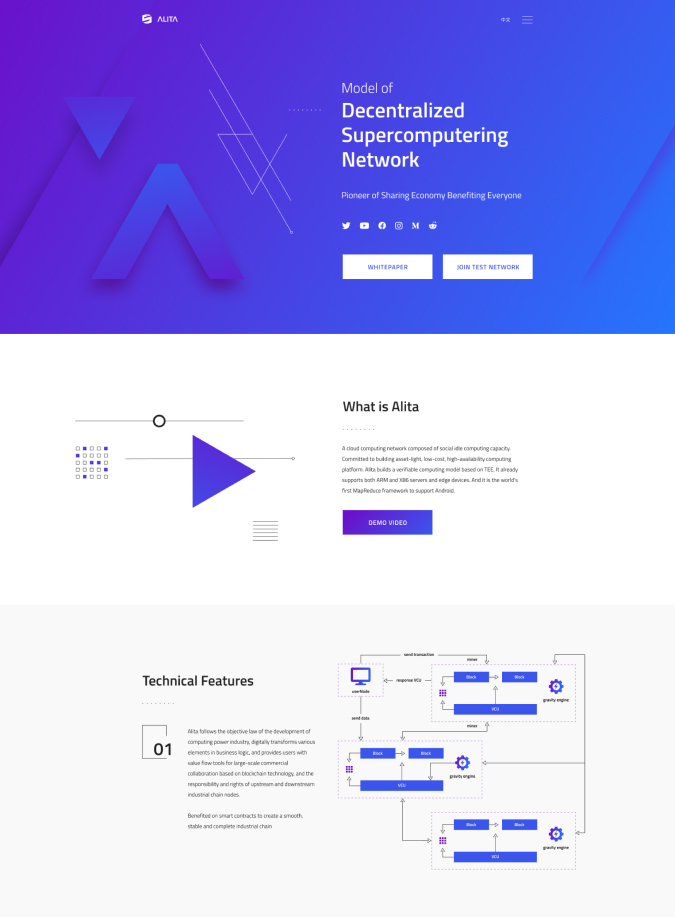 ALITA
中文
Model of
Decentralized
Supercomputering
Network
Pioneer of Sharing Economy Benefiting Everyone
WHITEPAPER
JOIN TEST NETWORK
What is Alita
A cloud computing network composed of social idle computing capacity.
Committed to building asset-light, low-cost, high-availability computing
platform. Alita builds a verifiable computing model based on TEE. It already
supports both ARM and X86 servers and edge devices. And it is the world's
first MapReduce framework to support Android.
DEMO VIDEO
Technical Features
01
Alita follows the objective law of the development of
computing power industry, digitally transforms various
elements in business logic, and provides users with
value flow tools for large-scale commercial
collaboration based on blockchain technology, and the
responsibility and rights of upstream and downstream
industrial chain nodes.
Benefited on smart contracts to create a smooth,
stable and complete industrial chain
send transaction
miner
userNode
response VCU
Block
Block
gravity engine
VCU
send data
miner
Block
Block
gravity engine
VCU
Block
Block
gravity engine
VCU